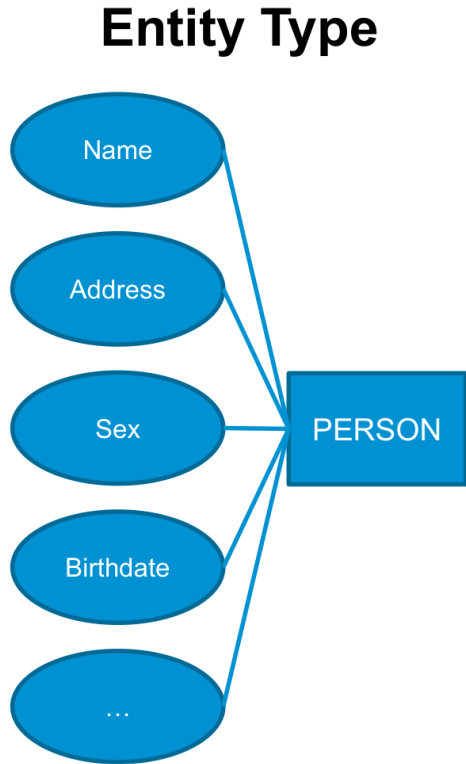 Entity Type
Name
Address
Sex
PERSON
Birthdate
...